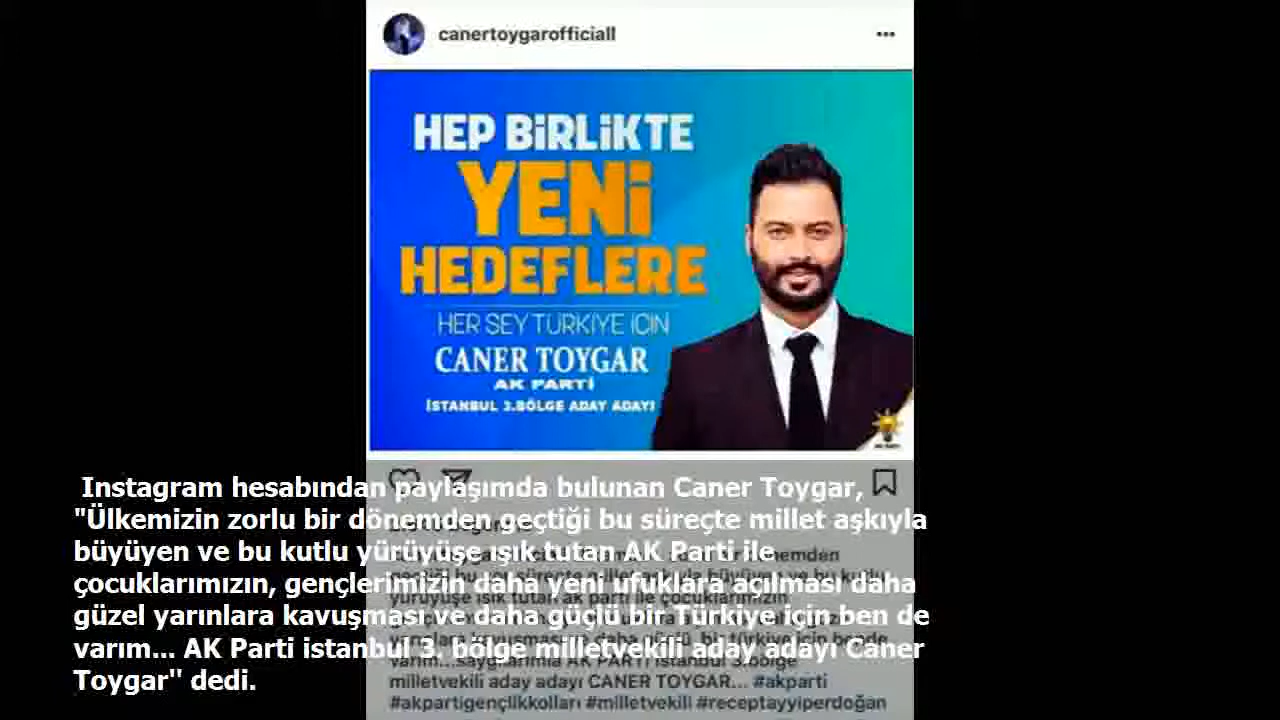 canertoygarofficiall
HEP BİRLİKTE
YENİ
HEDEFLERE
HER SEY TÜRKİYE İÇİN
CANER TOYGAR
AK PARTİ
İSTANBUL 3.BÖLGE ADAY ADAYI
AK PARTİ
Instagram hesabından paylaşımda bulunan Caner Toygar,
"Ülkemizin zorlu bir dönemden geçtiği bu süreçte millet aşkıyla
büyüyen ve bu kutlu yürüyüşe ışık tutan AK Parti ile
çocuklarımızın, gençlerimizin daha yeni ufuklara açılması daha
güzel yarınlara kavuşması ve daha güçlü bir Türkiye için ben de
varım... AK Parti istanbul 3. bölge milletvekili aday adayı Caner
Toygar" dedi.
milletvekili aday adayı CANER TOYGAR... #akparti
#akpartigençlikkolları #milletvekili #receptayyiperdoğan